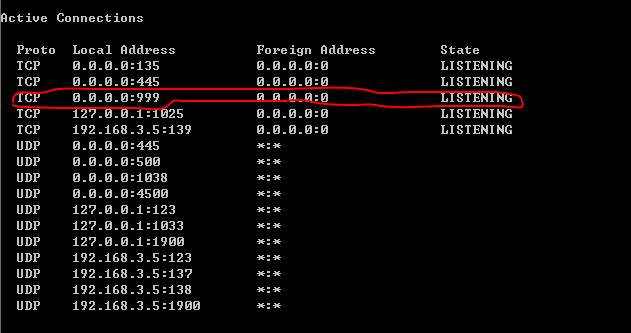 Active Connections
Proto Local Address Foreign Address State
TCP 0.0.0.0:135 0.0.0.0:0 LISTENING
TCP 0.0.0.0:445 0.0.0.0:0 LISTENING
TCP 0.0.0.0:999 0.0.0.0:0 LISTENING
TCP 127.0.0.1:1025 0.0.0.0:0 LISTENING
TCP 192.168.3.5:139 0.0.0.0:0 LISTENING
UDP 0.0.0.0:445 *:*
UDP 0.0.0.0:500 *:*
UDP 0.0.0.0:1038 *:*
UDP 0.0.0.0:4500 *:*
UDP 127.0.0.1:123 *:*
UDP 127.0.0.1:1033 *:*
UDP 127.0.0.1:1900 *:*
UDP 192.168.3.5:123 *:*
UDP 192.168.3.5:137 *:*
UDP 192.168.3.5:138 *:*
UDP 192.168.3.5:1900 *:*